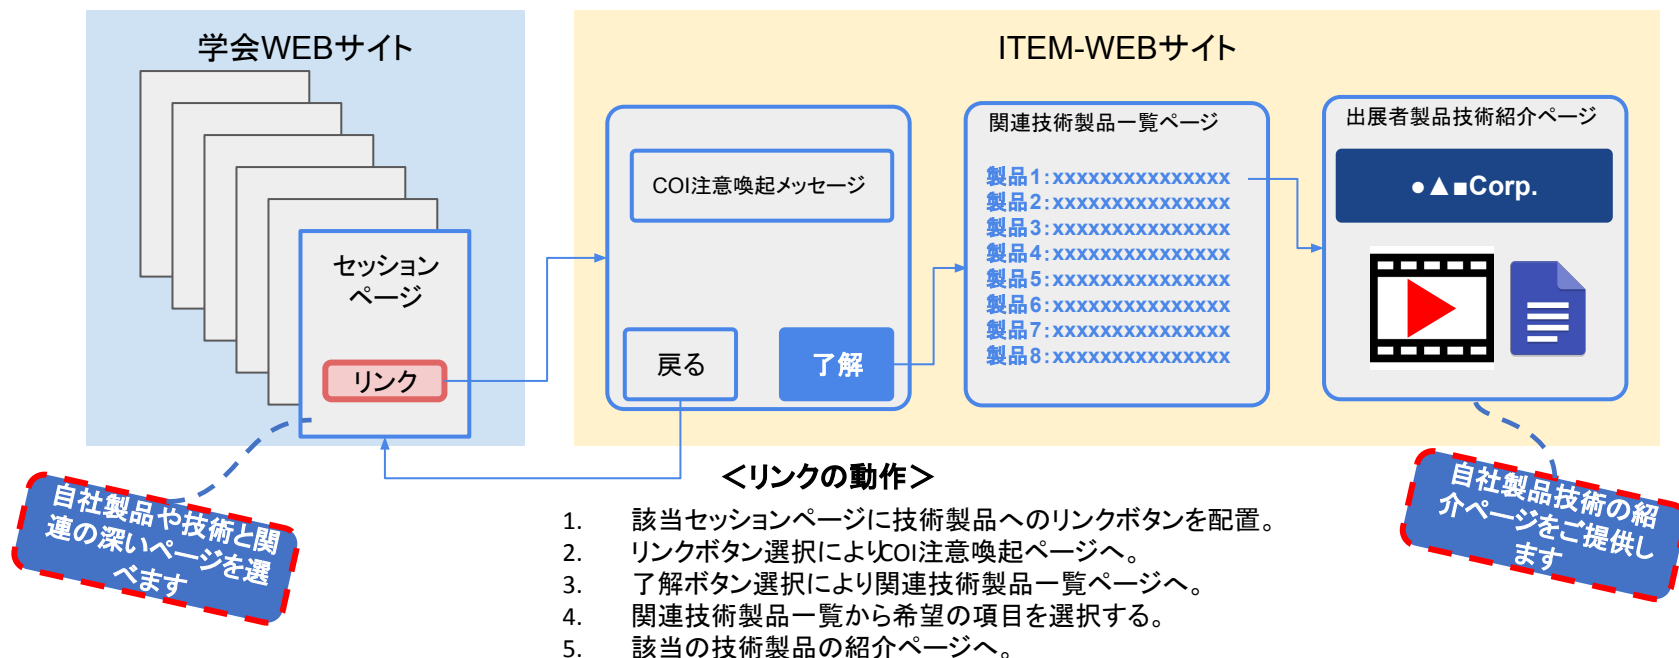 学会WEBサイト
セッション
ページ
リンク
ITEM-WEBサイト
COI注意喚起メッセージ
戻る
了解
関連技術製品一覧ページ
製品1:xxxxxxxxxxxxxxx
製品2:xxxxxxxxxxxxxxx
製品3:xxxxxxxxxxxxxxx
製品4:xxxxxxxxxxxxxxx
製品5:xxxxxxxxxxxxxxx
製品6:xxxxxxxxxxxxxxx
製品7:xxxxxxxxxxxxxxx
製品8:xxxxxxxxxxxxxxx
出展者製品技術紹介ページ
●▲■Corp.
自社製品や技術と関
連の深いページを選
べます
自社製品技術の紹
介ページをご提供し
ます
＜リンクの動作＞
1. 該当セッションページに技術製品へのリンクボタンを配置。
2. リンクボタン選択によりCOI注意喚起ページへ。
3. 了解ボタン選択により関連技術製品一覧ページへ。
4. 関連技術製品一覧から希望の項目を選択する。
5. 該当の技術製品の紹介ページへ。